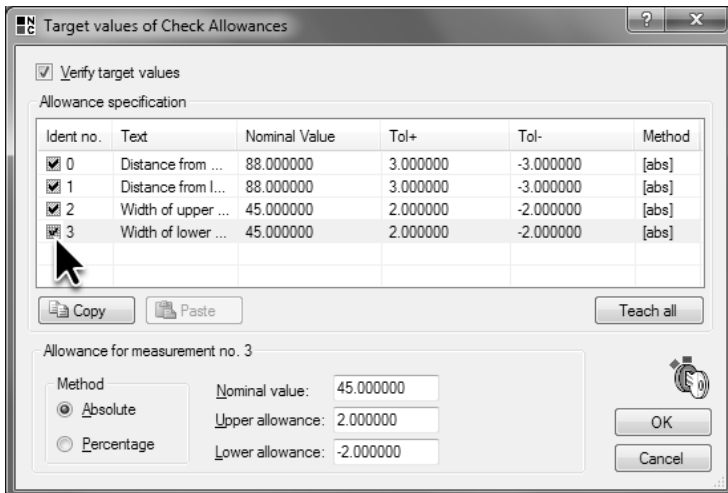 N C Target values of Check Allowances ? X
Verify target values
Allowance specification
Ident no. Text Nominal Value Tol+ Tol- Method
0 Distance from ... 88.000000 3.000000 -3.000000 [abs]
1 Distance from l... 88.000000 3.000000 -3.000000 [abs]
2 Width of upper ... 45.000000 2.000000 -2.000000 [abs]
3 Width of lower ... 45.000000 2.000000 -2.000000 [abs]
Copy Paste Teach all
Allowance for measurement no. 3
Method
Absolute
Percentage
Nominal value: 45.000000
Upper allowance: 2.000000
Lower allowance: -2.000000
OK
Cancel